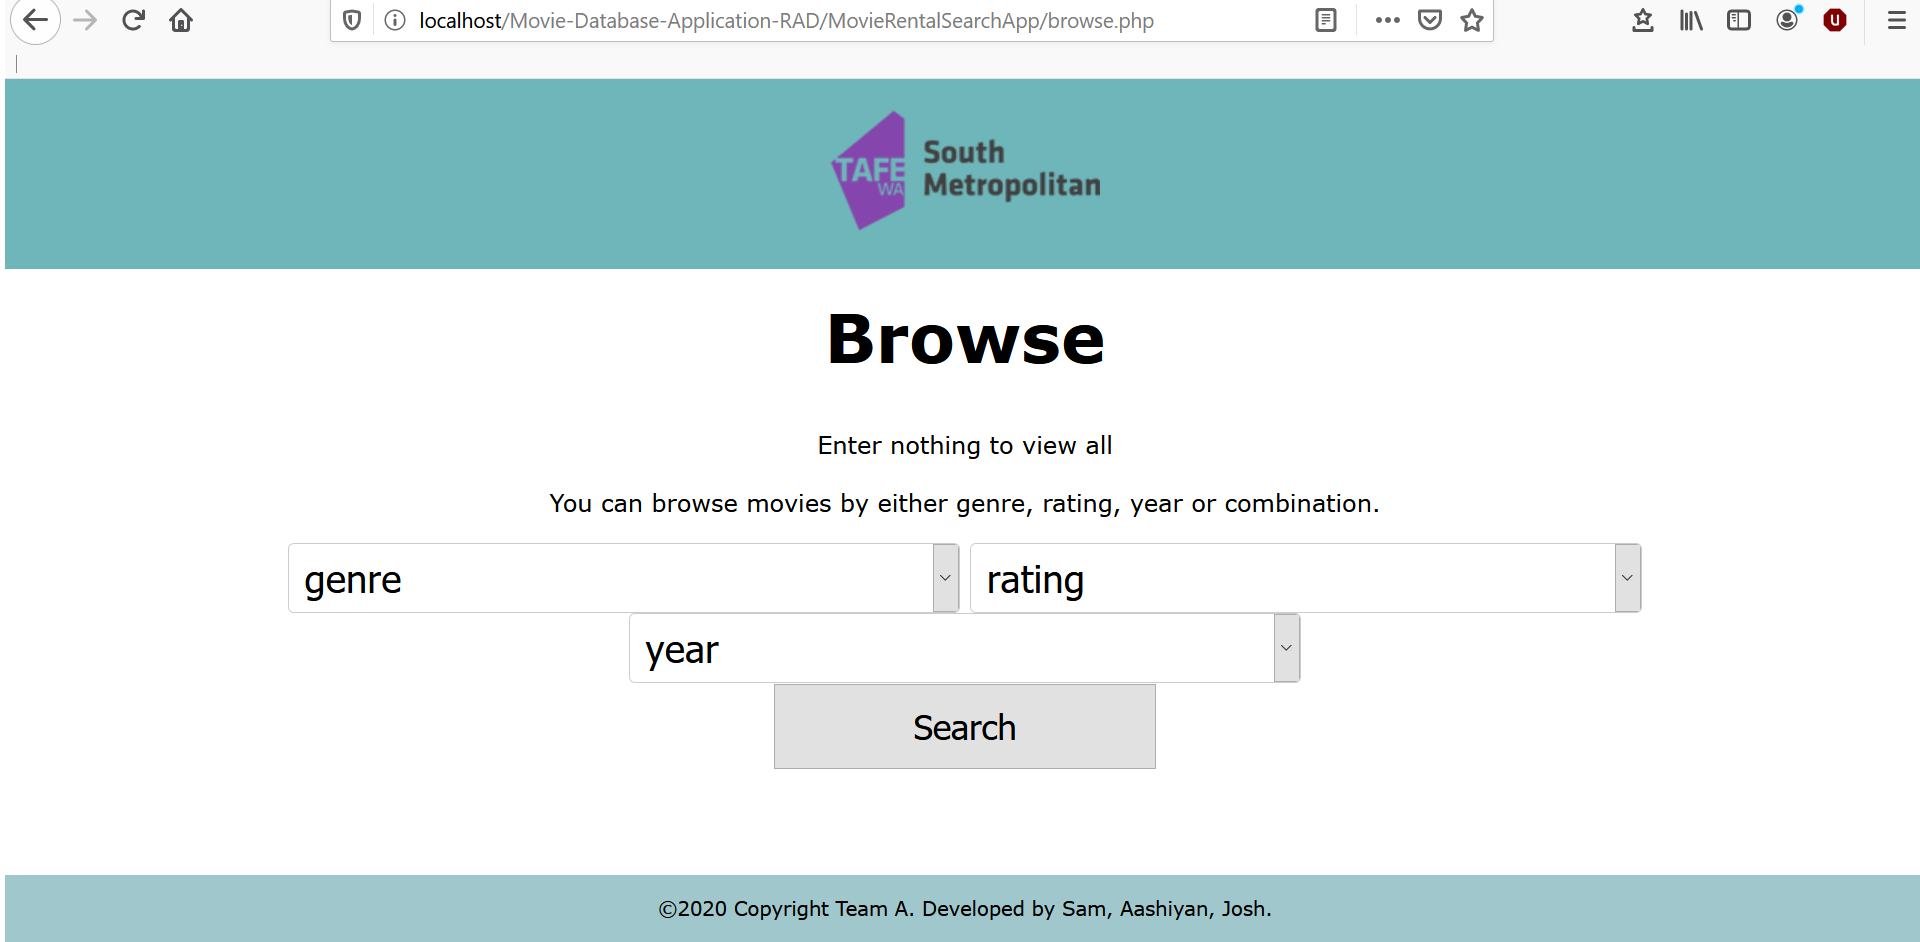 localhost/Movie-Database-Application-RAD/MovieRentalSearchApp/browse.php
TAFE
WA
South
Metropolitan
Browse
Enter nothing to view all
You can browse movies by either genre, rating, year or combination.
genre
rating
year
Search
©2020 Copyright Team A. Developed by Sam, Aashiyan, Josh.